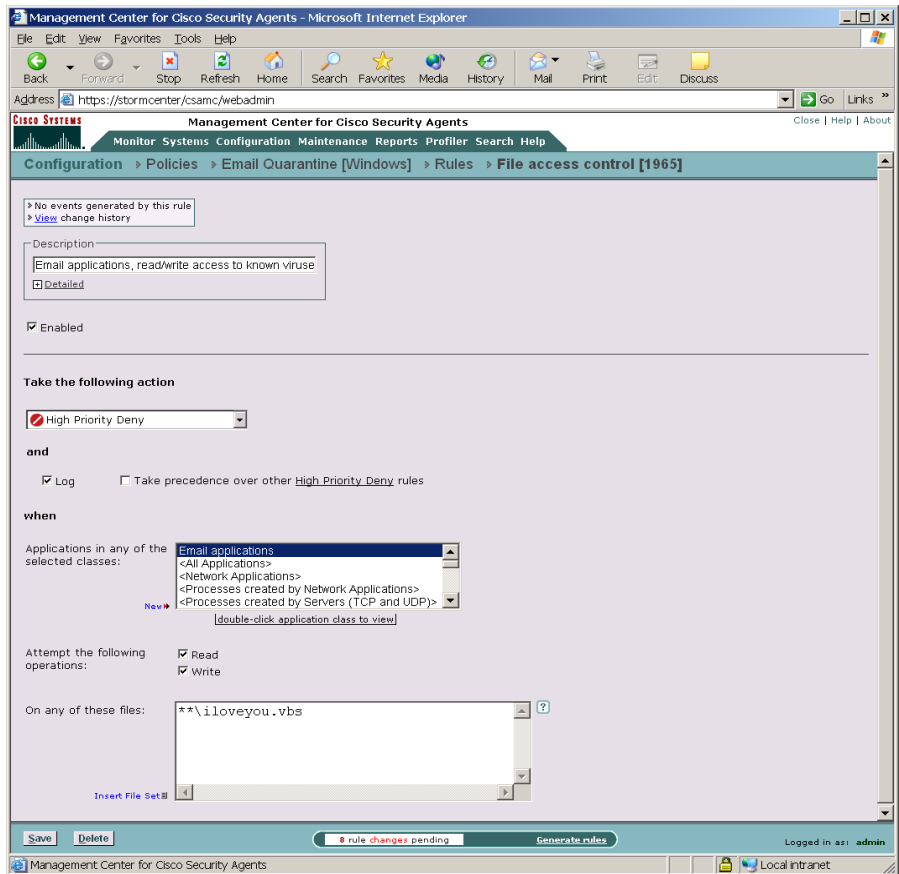 Management Center for Cisco Security Agents - Microsoft Internet Explorer
File Edit View Favorites Tools Help
Back Forward Stop Refresh Home Search Favorites Media History Mail Print Edit Discuss
Address https://stormcenter/csamc/webadmin Go Links »
CISCO SYSTEMS Management Center for Cisco Security Agents Close | Help | About
Monitor Systems Configuration Maintenance Reports Profiler Search Help
Configuration > Policies > Email Quarantine [Windows] > Rules > File access control [1965]
No events generated by this rule
View change history
Description
Email applications, read/write access to known viruse
Detailed
Enabled
Take the following action
High Priority Deny
and
Log Take precedence over other High Priority Deny rules
when
Applications in any of the selected classes:
Email applications
<All Applications>
<Network Applications>
<Processes created by Network Applications>
<Processes created by Servers (TCP and UDP)>
New
[double-click application class to view]
Attempt the following operations:
Read
Write
On any of these files:
**\iloveyou.vbs
?
Insert File Set
Save Delete 8 rule changes pending Generate rules Logged in as: admin
Management Center for Cisco Security Agents Local intranet